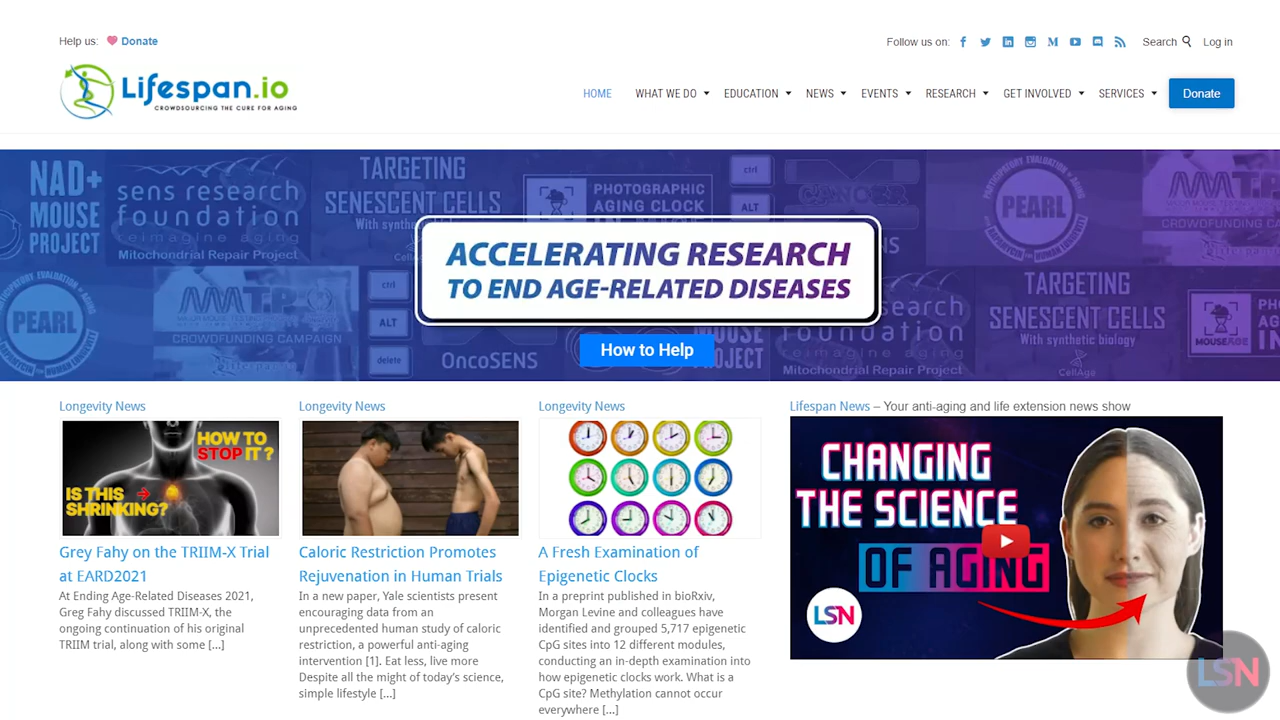 Help us: Donate
Follow us on: Search Log in
Lifespan.io
CROWDSOURCING THE CURE FOR AGING
HOME WHAT WE DO EDUCATION NEWS EVENTS RESEARCH GET INVOLVED SERVICES Donate
NAD+
MOUSE
PROJECT
sens research
foundation
reimagine aging
Mitochondrial Repair Project
TARGETING
SENESCENT CELLS
With synthetic
PHOTOGRAPHIC
AGING CLOCK
ctrl
ALT
CANCER
PEARL
CROWDFUNDING CAMPAIGN
ACCELERATING RESEARCH
TO END AGE-RELATED DISEASES
How to Help
PEARL
CROWDFUNDING CAMPAIGN
ctrl
ALT
delete
OncoSENS
MOUSE
PROJECT
research
foundation
reimagine aging
Mitochondrial Repair Project
TARGETING
SENESCENT CELLS
With synthetic biology
CellAge
MOUSEAGE
Longevity News
HOW TO
STOP IT ?
IS THIS
SHRINKING?
Grey Fahy on the TRIIM-X Trial
at EARD2021
At Ending Age-Related Diseases 2021,
Greg Fahy discussed TRIIM-X, the
ongoing continuation of his original
TRIIM trial, along with some [...]
Longevity News
Caloric Restriction Promotes
Rejuvenation in Human Trials
In a new paper, Yale scientists present
encouraging data from an
unprecedented human study of caloric
restriction, a powerful anti-aging
intervention [1]. Eat less, live more
Despite all the might of today’s science,
simple lifestyle [...]
Longevity News
A Fresh Examination of
Epigenetic Clocks
In a preprint published in bioRxiv,
Morgan Levine and colleagues have
identified and grouped 5,717 epigenetic
CpG sites into 12 different modules,
conducting an in-depth examination into
how epigenetic clocks work. What is a
CpG site? Methylation cannot occur
everywhere [...]
Lifespan News – Your anti-aging and life extension news show
CHANGING
THE SCIENCE
OF AGING
LSN
LSN